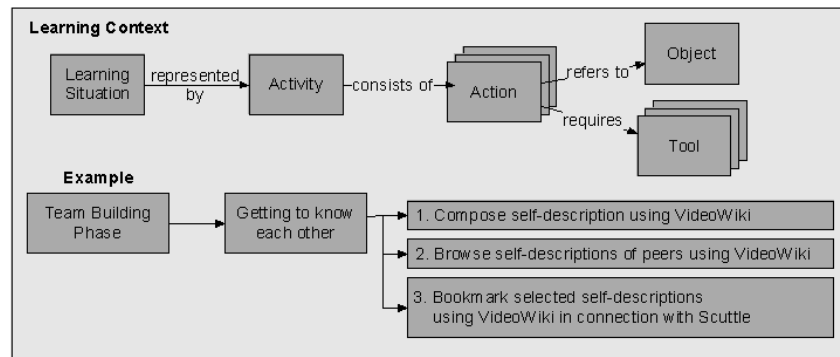 Learning Context
Learning
Situation
represented
by
Activity
consists of
Action
refers to
Object
requires
Tool
Example
Team Building
Phase
Getting to know
each other
1. Compose self-description using VideoWiki
2. Browse self-descriptions of peers using VideoWiki
3. Bookmark selected self-descriptions
using VideoWiki in connection with Scuttle